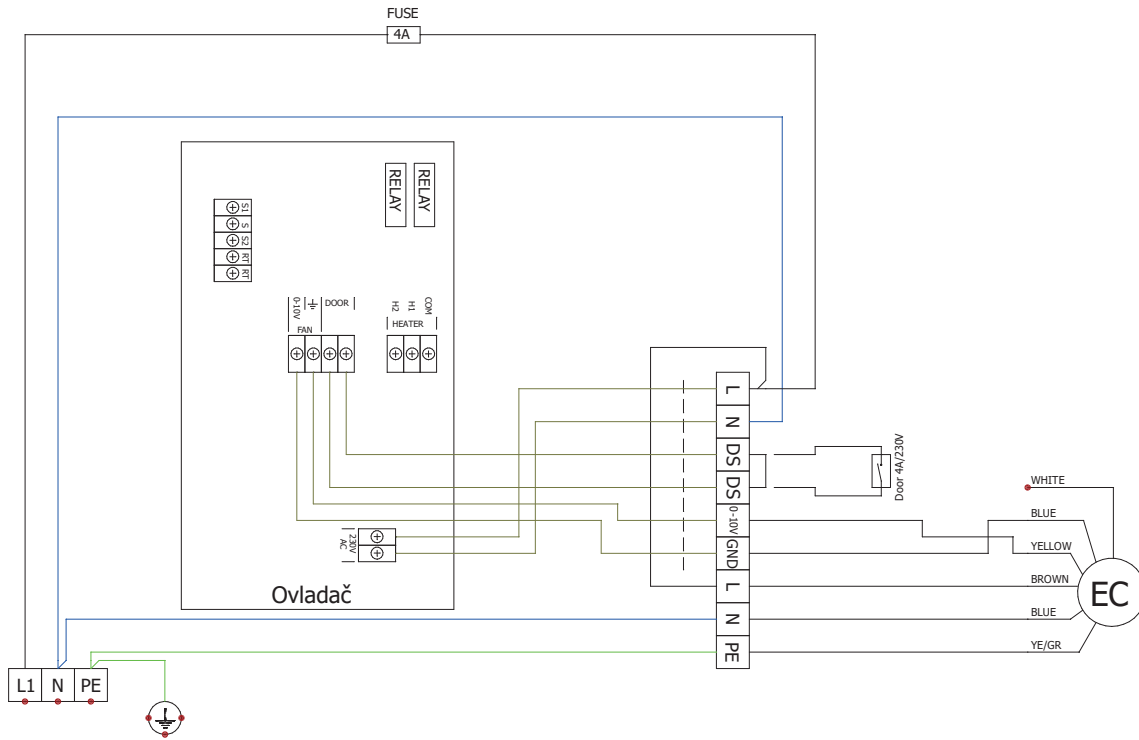 FUSE
4A
RELAY
RELAY
S1
S
S2
RT
RT
0-10V
DOOR
FAN
H2
H1
COM
HEATER
L
N
DS
DS
0-10V
GND
L
N
PE
Door 4A/230V
WHITE
BLUE
YELLOW
BROWN
BLUE
YE/GR
EC
230V
AC
Ovladač
L1
N
PE